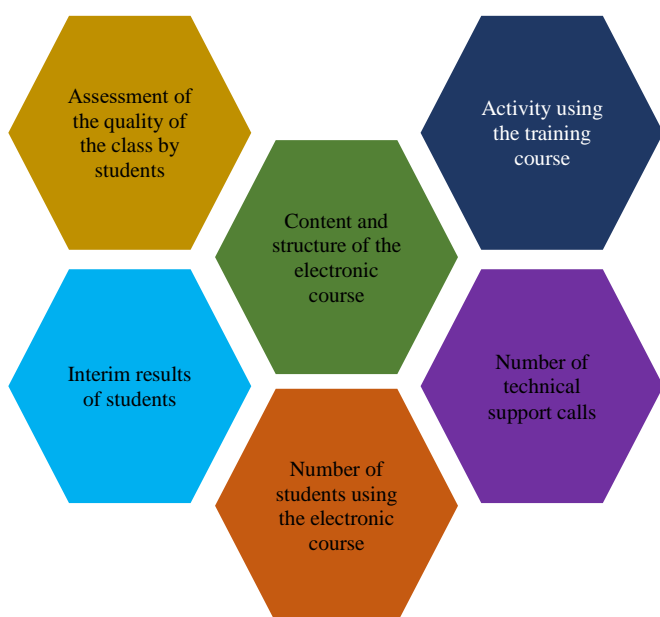 Assessment of
the quality of
the class by
students
Activity using
the training
course
Content and
structure of the
electronic
course
Interim results
of students
Number of
technical
support calls
Number of
students using
the electronic
course